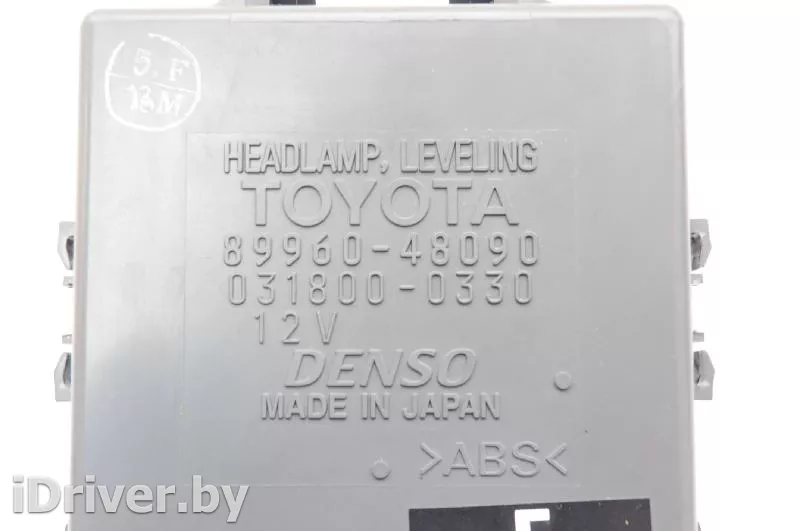 5.F
13M
HEADLAMP, LEVELING
TOYOTA
89960-48090
031800-0330
12V
DENSO
MADE IN JAPAN
>ABS<
iDriver.by